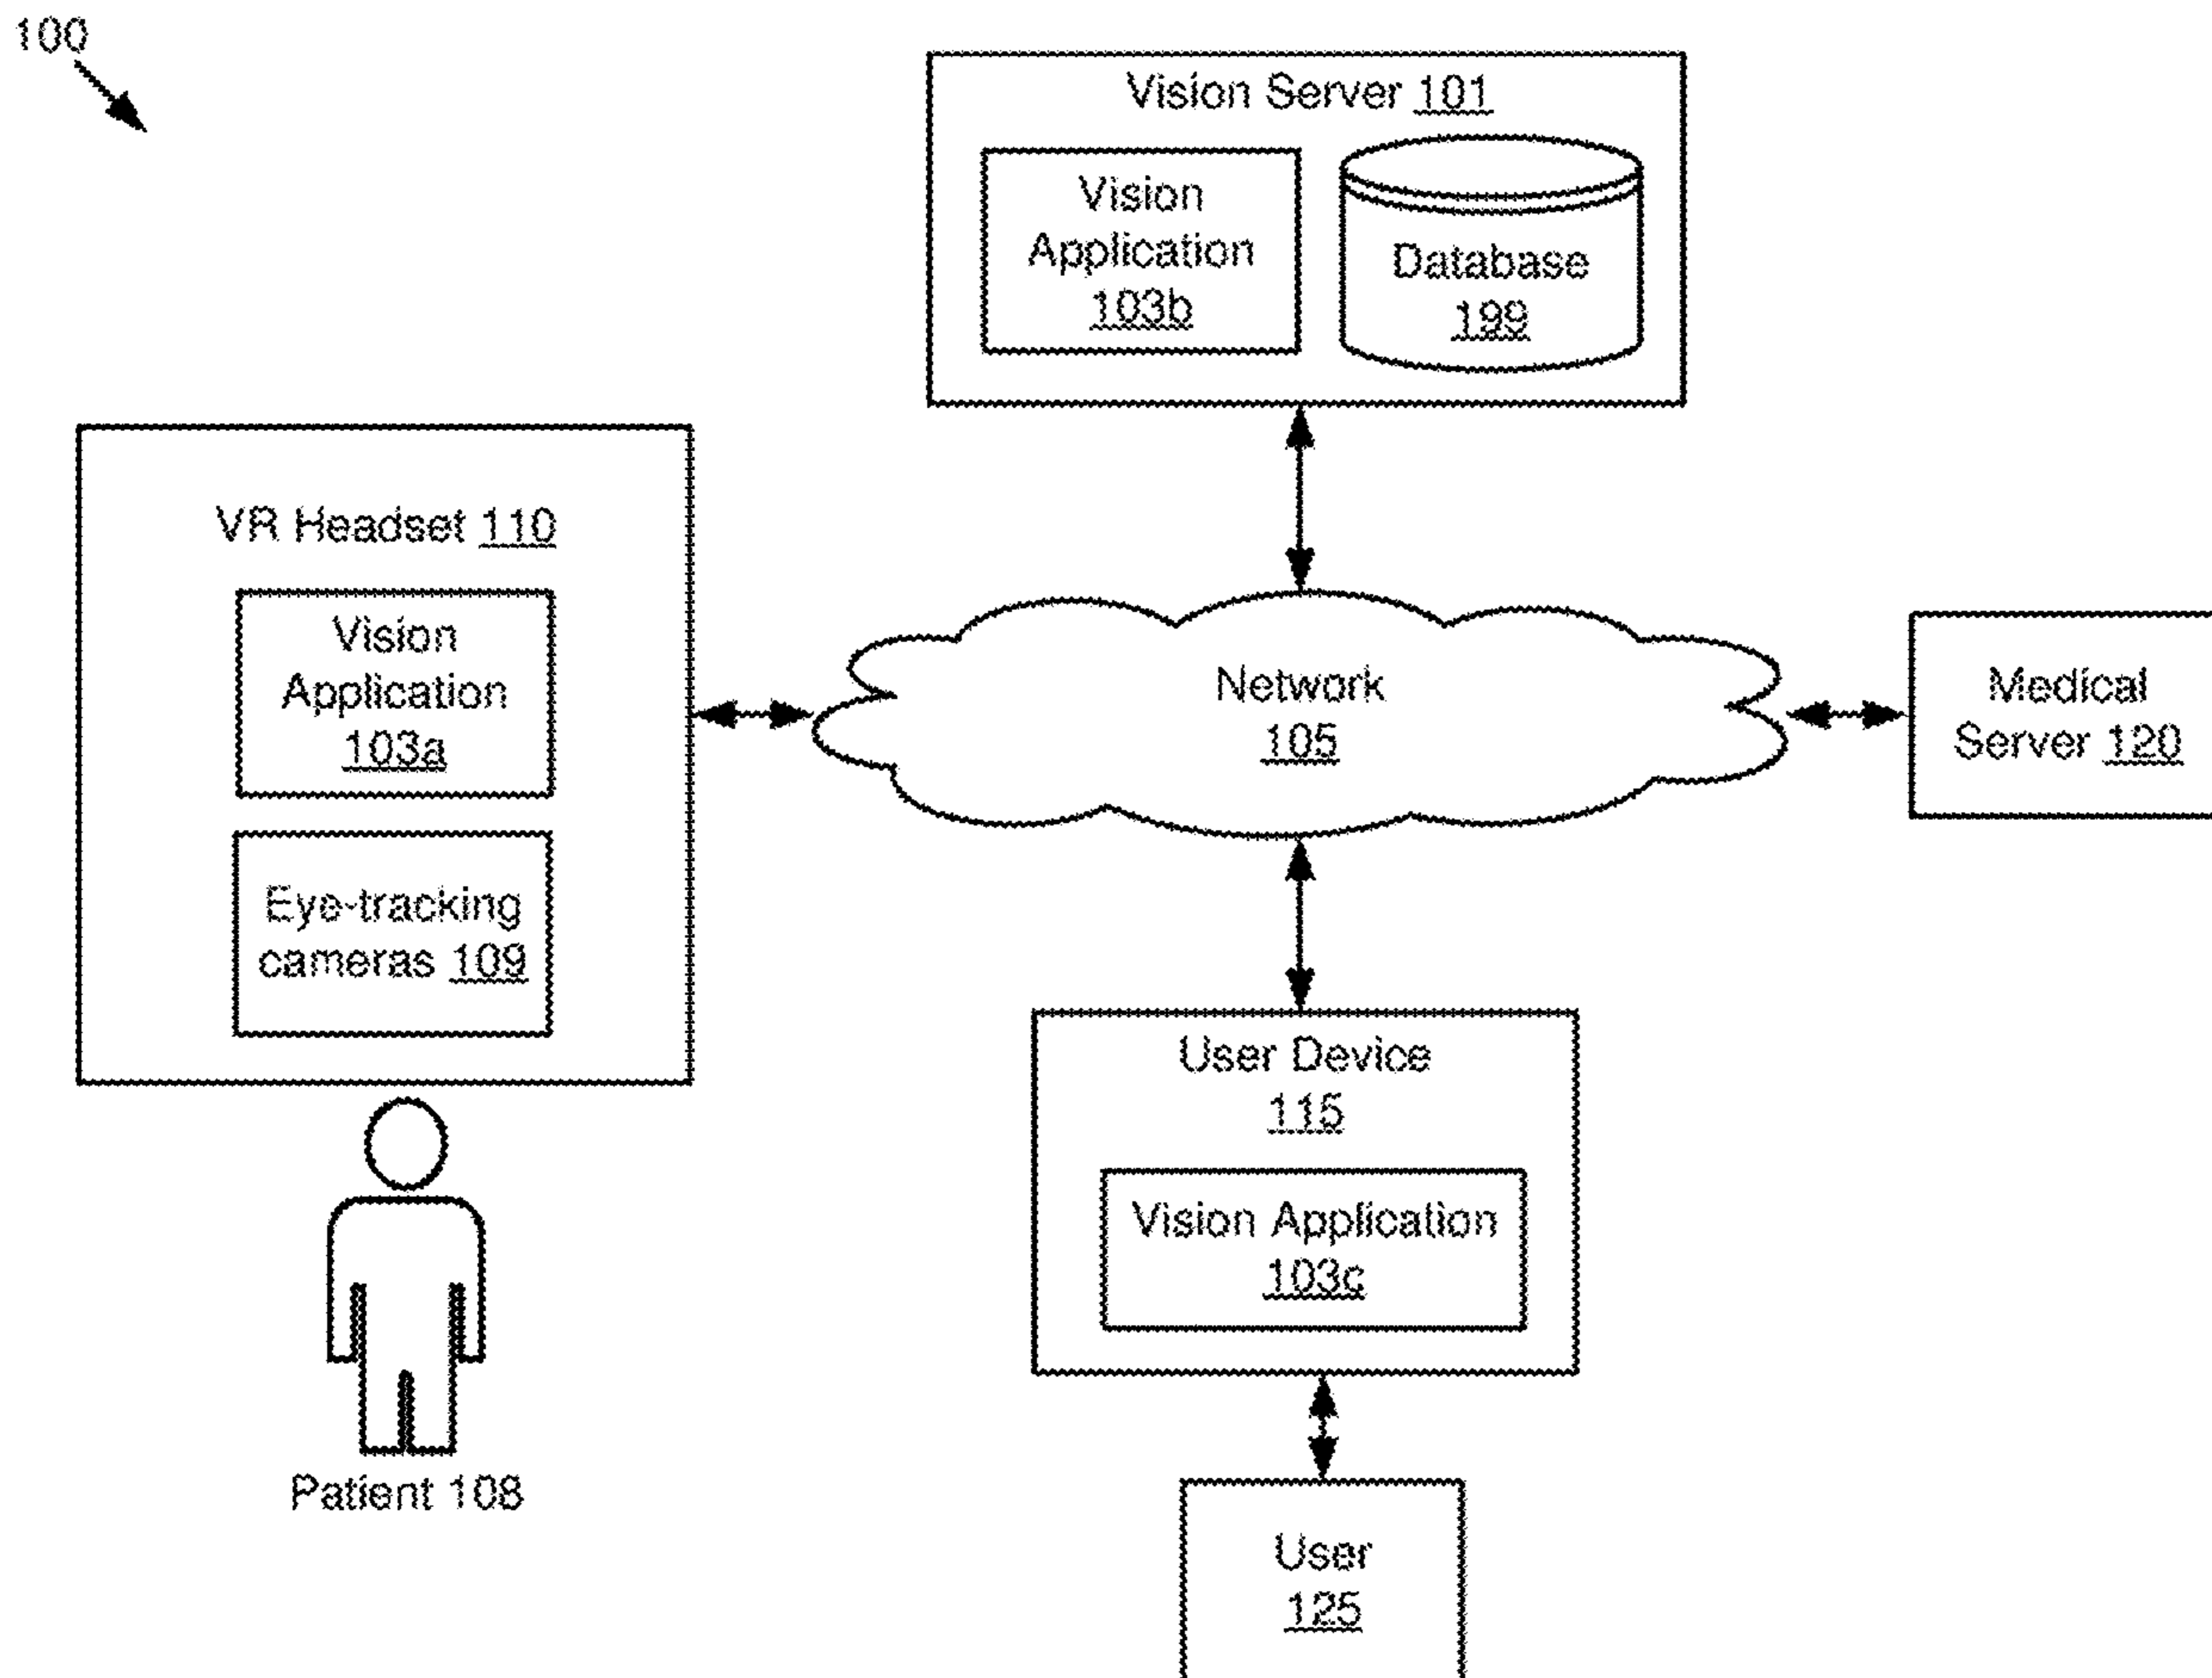 100
Vision Server 101
Vision
Application
103b
Database
199
VR Headset 110
Vision
Application
103a
Eye-tracking
cameras 109
Network
105
Medical
Server 120
User Device
115
Vision Application
103c
Patient 108
User
125